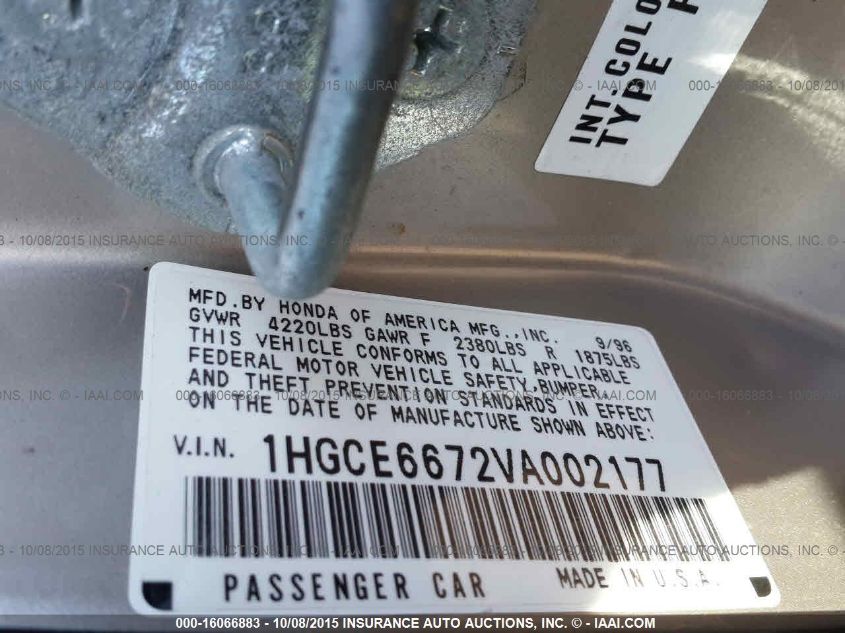 INT.COLO
TYPE
MFD.BY HONDA OF AMERICA MFG.,INC. 9/96
GVWR 4220LBS GAWR F 2380LBS R 1875LBS
THIS VEHICLE CONFORMS TO ALL APPLICABLE
FEDERAL MOTOR VEHICLE SAFETY,BUMPER,
AND THEFT PREVENTION STANDARDS IN EFFECT
ON THE DATE OF MANUFACTURE SHOWN ABOVE:
V.I.N. 1HGCE6672VA002177
PASSENGER CAR MADE IN U.S.A.
000-16066883 - 10/08/2015 INSURANCE AUTO AUCTIONS, INC. - © - IAAI.COM